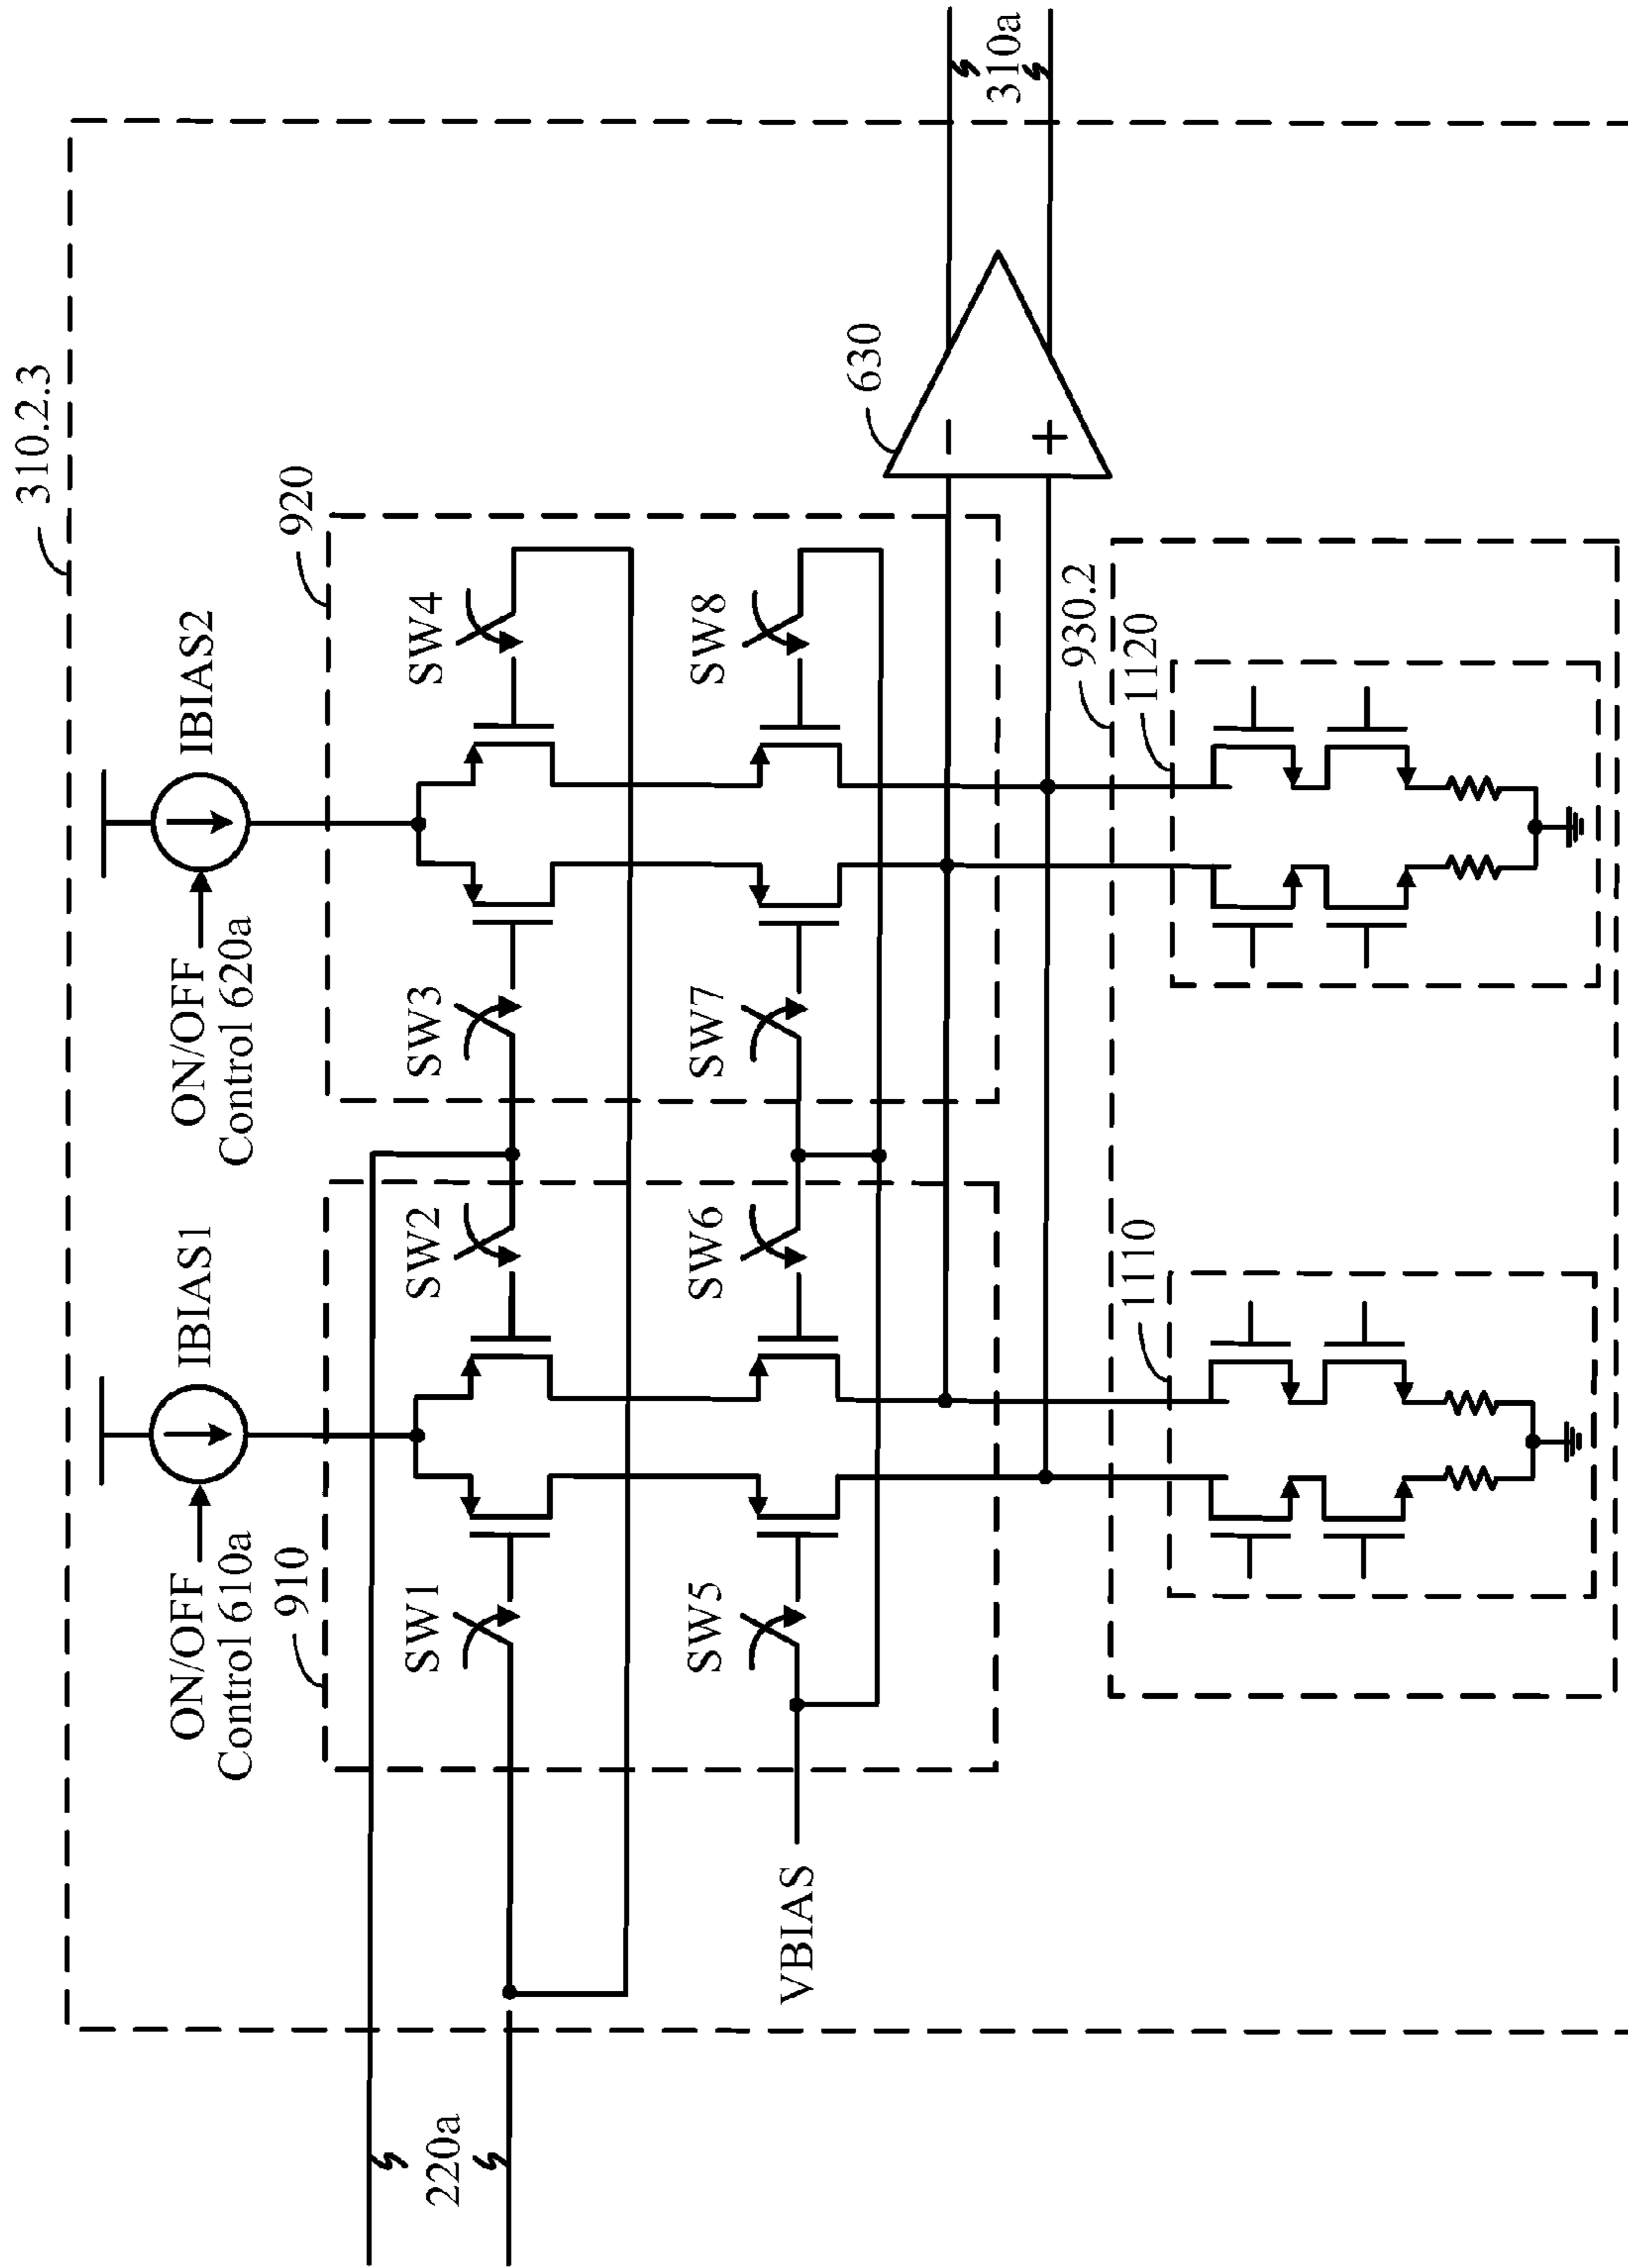 310.2.3
ON/OFF
Control 610a
IBIAS1
ON/OFF
Control 620a
IBIAS2
910
920
SW1
SW2
SW3
SW4
220a
SW5
SW6
SW7
SW8
VBIAS
630
−
+
310a
930.2
1110
1120